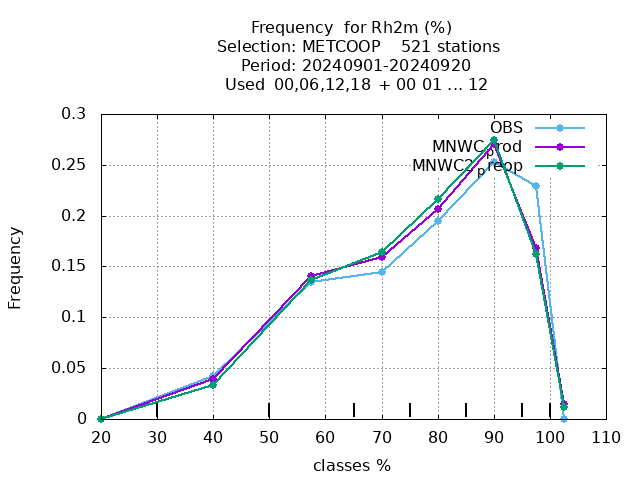 Frequency for Rh2m (%)
Selection: METCOOP 521 stations
Period: 20240901-20240920
Used 00,06,12,18 + 00 01 ... 12
OBS
MNWC_prod
MNWC2_preop
Frequency
0.3
0.25
0.2
0.15
0.1
0.05
0
20 30 40 50 60 70 80 90 100 110
classes %